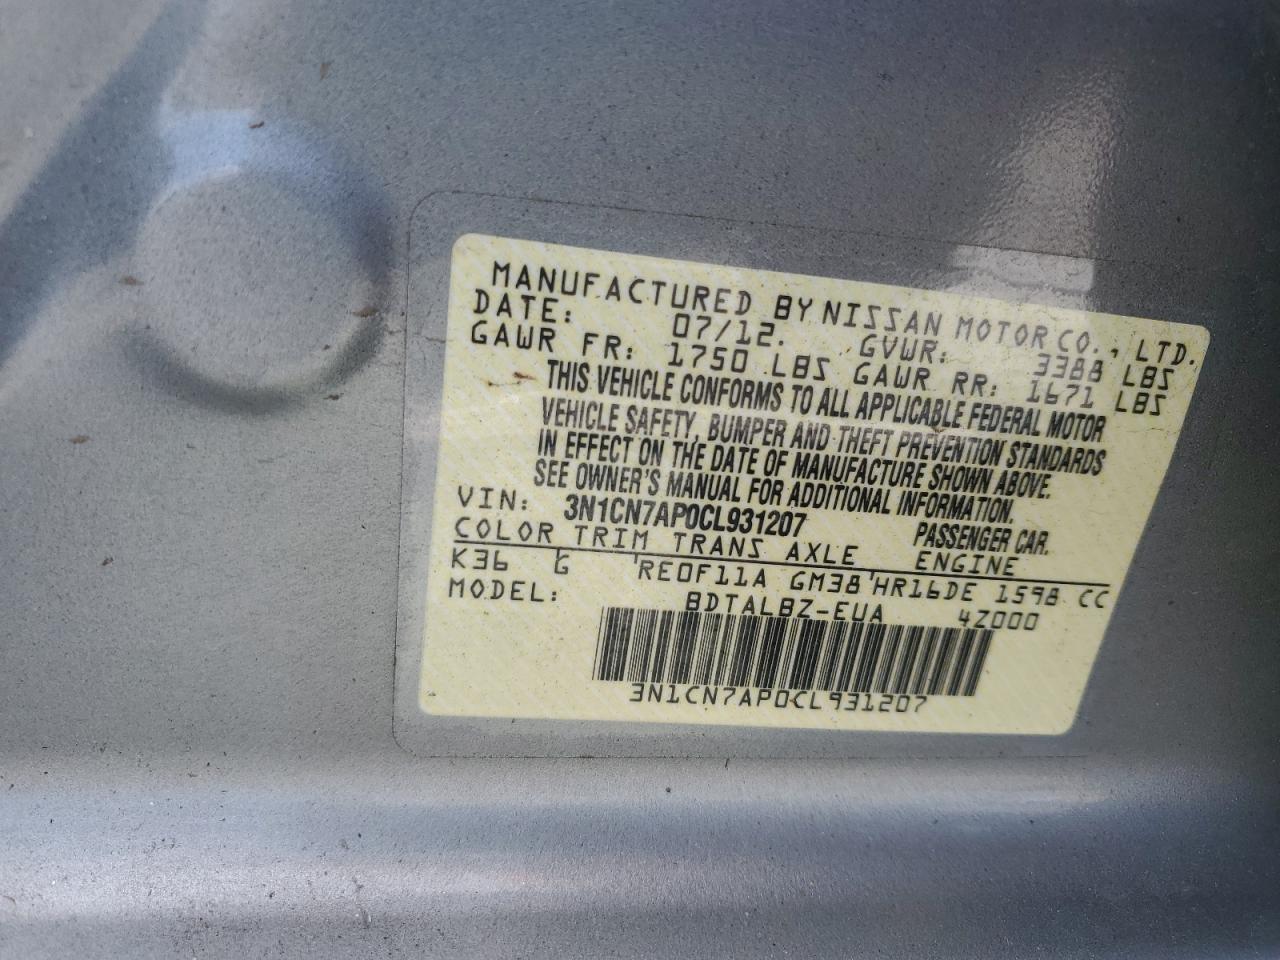 MANUFACTURED BY NISSAN MOTOR CO., LTD.
DATE: 07/12. GVWR: 3388 LBS
GAWR FR: 1750 LBS GAWR RR: 1671 LBS
THIS VEHICLE CONFORMS TO ALL APPLICABLE FEDERAL MOTOR
VEHICLE SAFETY, BUMPER AND THEFT PREVENTION STANDARDS
IN EFFECT ON THE DATE OF MANUFACTURE SHOWN ABOVE.
SEE OWNER'S MANUAL FOR ADDITIONAL INFORMATION.
VIN: 3N1CN7AP0CL931207 PASSENGER CAR.
COLOR TRIM TRANS AXLE ENGINE
K36 G 'RE0F11A GM38'HR16DE 1598 CC
MODEL: BDTALBZ-EUA 4Z000
3N1CN7AP0CL931207